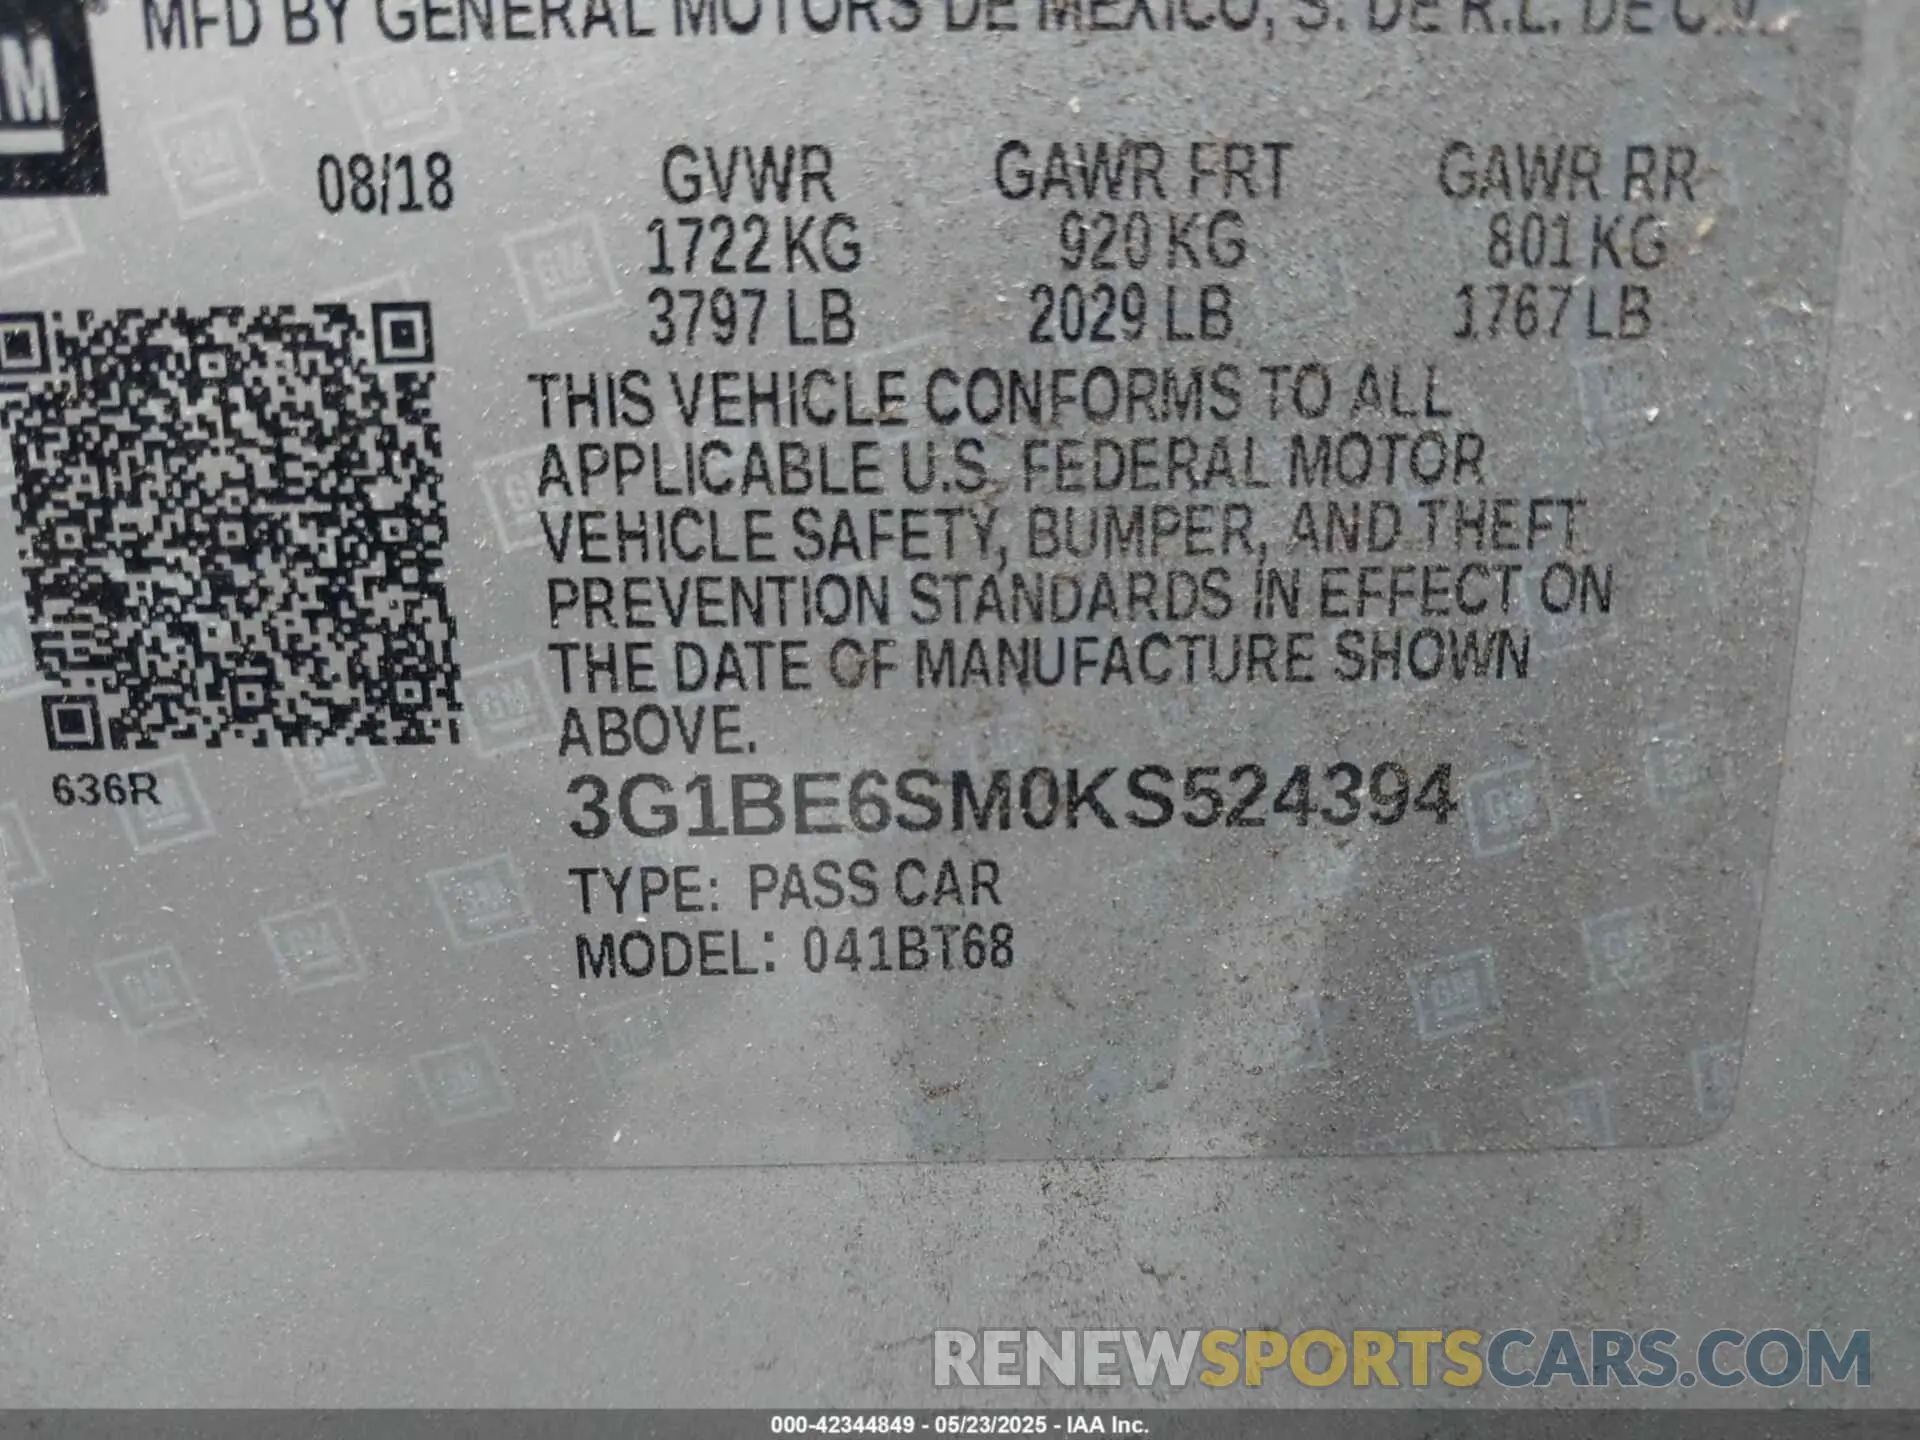 GM
MFD BY GENERAL MOTORS DE MEXICO, S. DE R.L. DE C.V.
08/18
GVWR GAWR FRT GAWR RR
1722 KG 920 KG 801 KG
3797 LB 2029 LB 1767 LB
THIS VEHICLE CONFORMS TO ALL
APPLICABLE U.S. FEDERAL MOTOR
VEHICLE SAFETY, BUMPER, AND THEFT
PREVENTION STANDARDS IN EFFECT ON
THE DATE OF MANUFACTURE SHOWN
ABOVE.
636R
3G1BE6SM0KS524394
TYPE: PASS CAR
MODEL: 041BT68
RENEWSPORTSCARS.COM
000-42344849 - 05/23/2025 - IAA Inc.